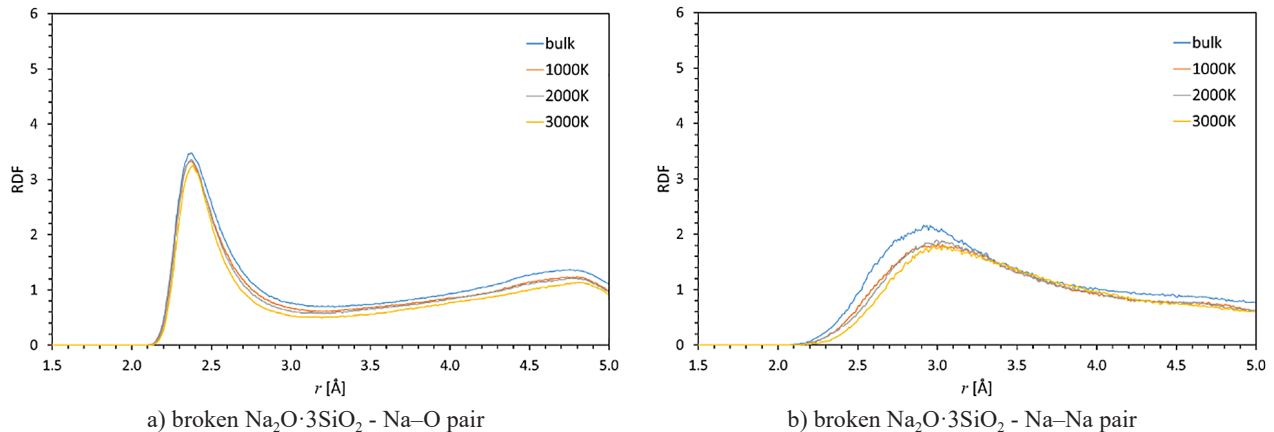 6
5
4
3
2
1
0
RDF
1.5
2.0
2.5
3.0
3.5
4.0
4.5
5.0
r [Å]
bulk
1000K
2000K
3000K
a) broken Na₂O·3SiO₂ - Na–O pair
6
5
4
3
2
1
0
RDF
1.5
2.0
2.5
3.0
3.5
4.0
4.5
5.0
r [Å]
bulk
1000K
2000K
3000K
b) broken Na₂O·3SiO₂ - Na–Na pair